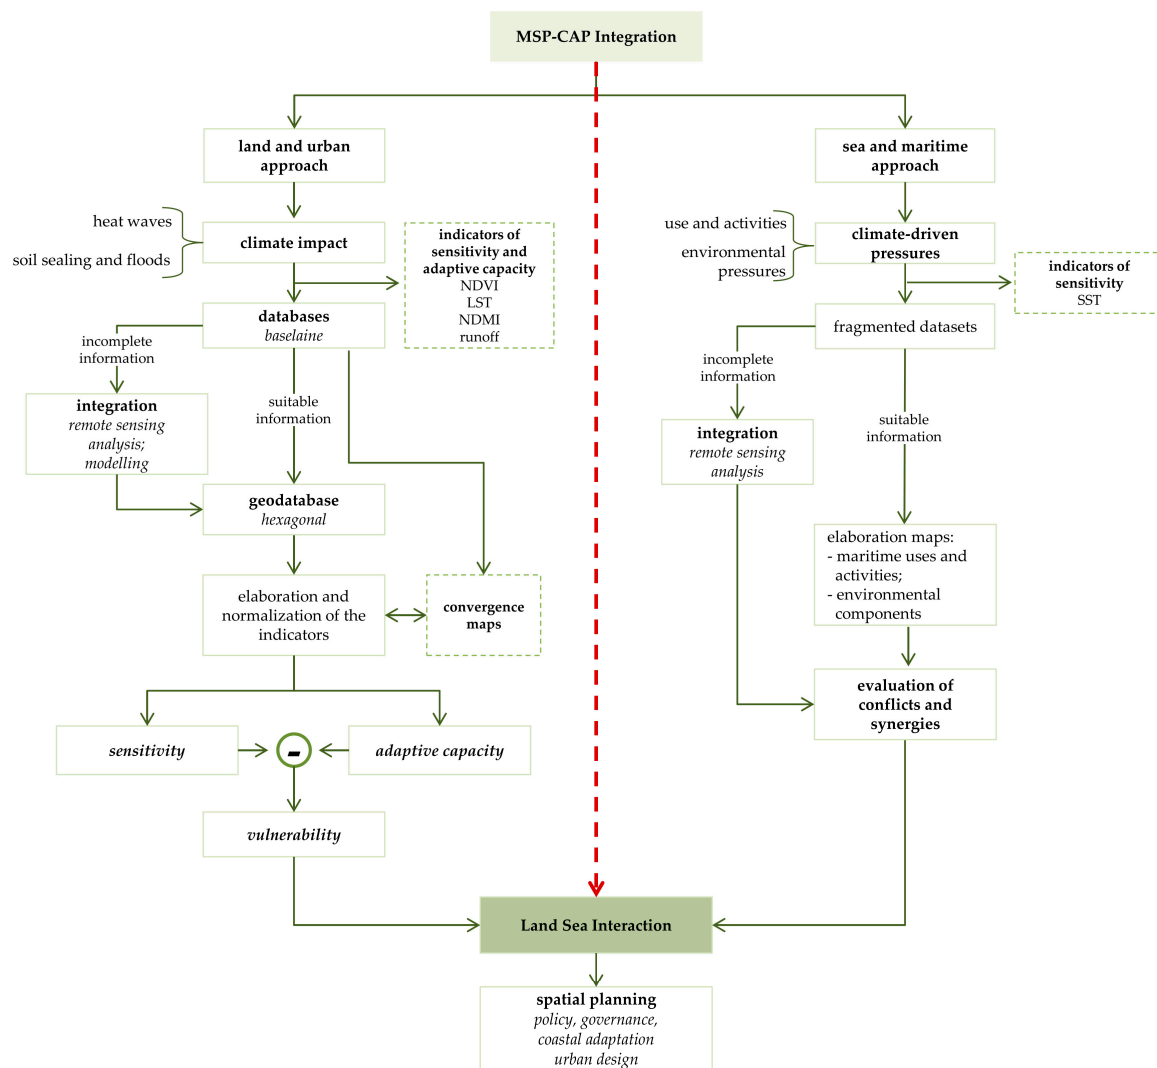 MSP-CAP Integration
land and urban
approach
heat waves
soil sealing and floods
climate impact
indicators of
sensitivity and
adaptive capacity
NDVI
LST
NDMI
runoff
databases
baselaine
incomplete
information
suitable
information
integration
remote sensing
analysis;
modelling
geodatabase
hexagonal
elaboration and
normalization of the
indicators
convergence
maps
sensitivity
-
adaptive capacity
vulnerability
sea and maritime
approach
use and activities
environmental
pressures
climate-driven
pressures
indicators of
sensitivity
SST
fragmented datasets
incomplete
information
suitable
information
integration
remote sensing
analysis
elaboration maps:
- maritime uses and
activities;
- environmental
components
evaluation of
conflicts and
synergies
Land Sea Interaction
spatial planning
policy, governance,
coastal adaptation
urban design